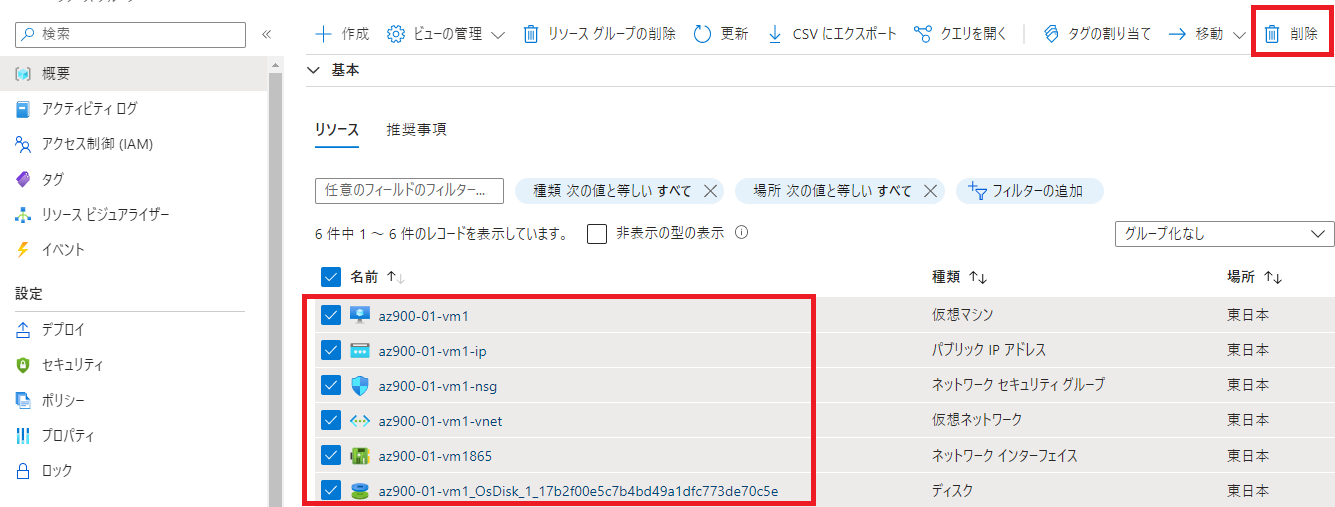 検索
«
作成 ビューの管理 リソース グループの削除 更新 CSV にエクスポート クエリを開く タグの割り当て 移動 削除
概要
アクティビティ ログ
アクセス制御 (IAM)
タグ
リソース ビジュアライザー
イベント
設定
デプロイ
セキュリティ
ポリシー
プロパティ
ロック
基本
リソース 推奨事項
任意のフィールドのフィルター... 種類 次の値と等しい すべて 場所 次の値と等しい すべて フィルターの追加
6 件中 1 ~ 6 件のレコードを表示しています。 非表示の型の表示 グループ化なし
名前 ↑↓ 種類 ↑↓ 場所 ↑↓
az900-01-vm1 仮想マシン 東日本
az900-01-vm1-ip パブリック IP アドレス 東日本
az900-01-vm1-nsg ネットワーク セキュリティ グループ 東日本
az900-01-vm1-vnet 仮想ネットワーク 東日本
az900-01-vm1865 ネットワーク インターフェイス 東日本
az900-01-vm1_OsDisk_1_17b2f00e5c7b4bd49a1dfc773de70c5e ディスク 東日本